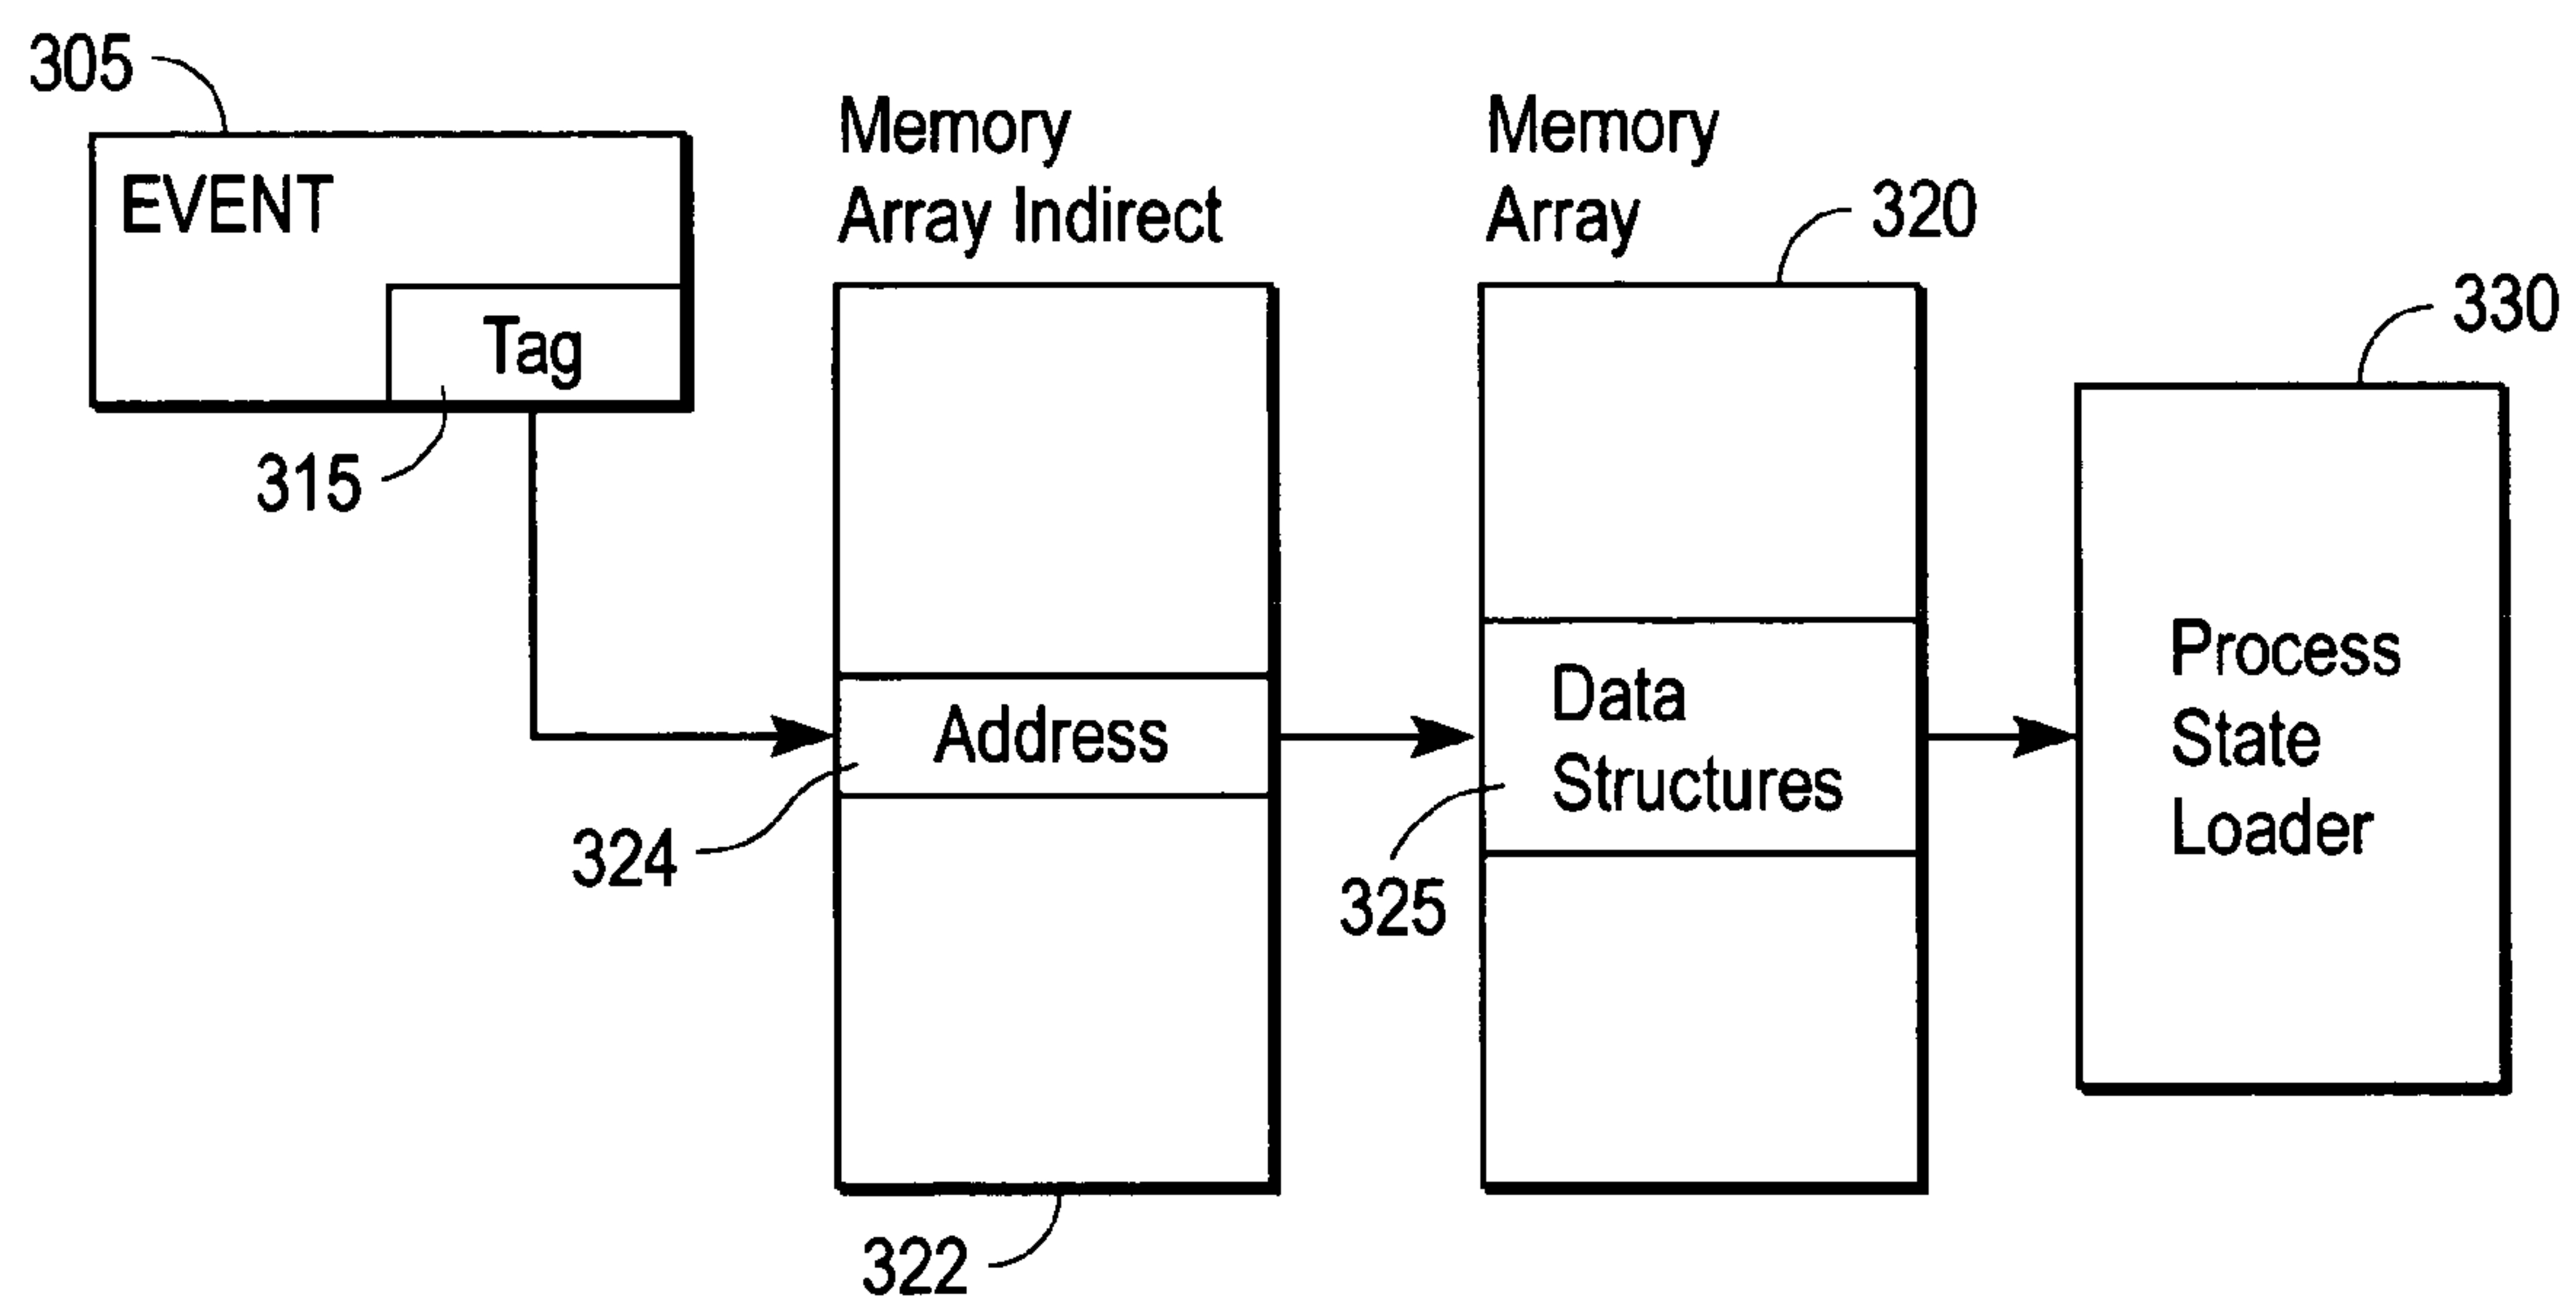 305
EVENT
Tag
315
Memory
Array Indirect
Address
324
322
Memory
Array
320
Data
Structures
325
330
Process
State
Loader